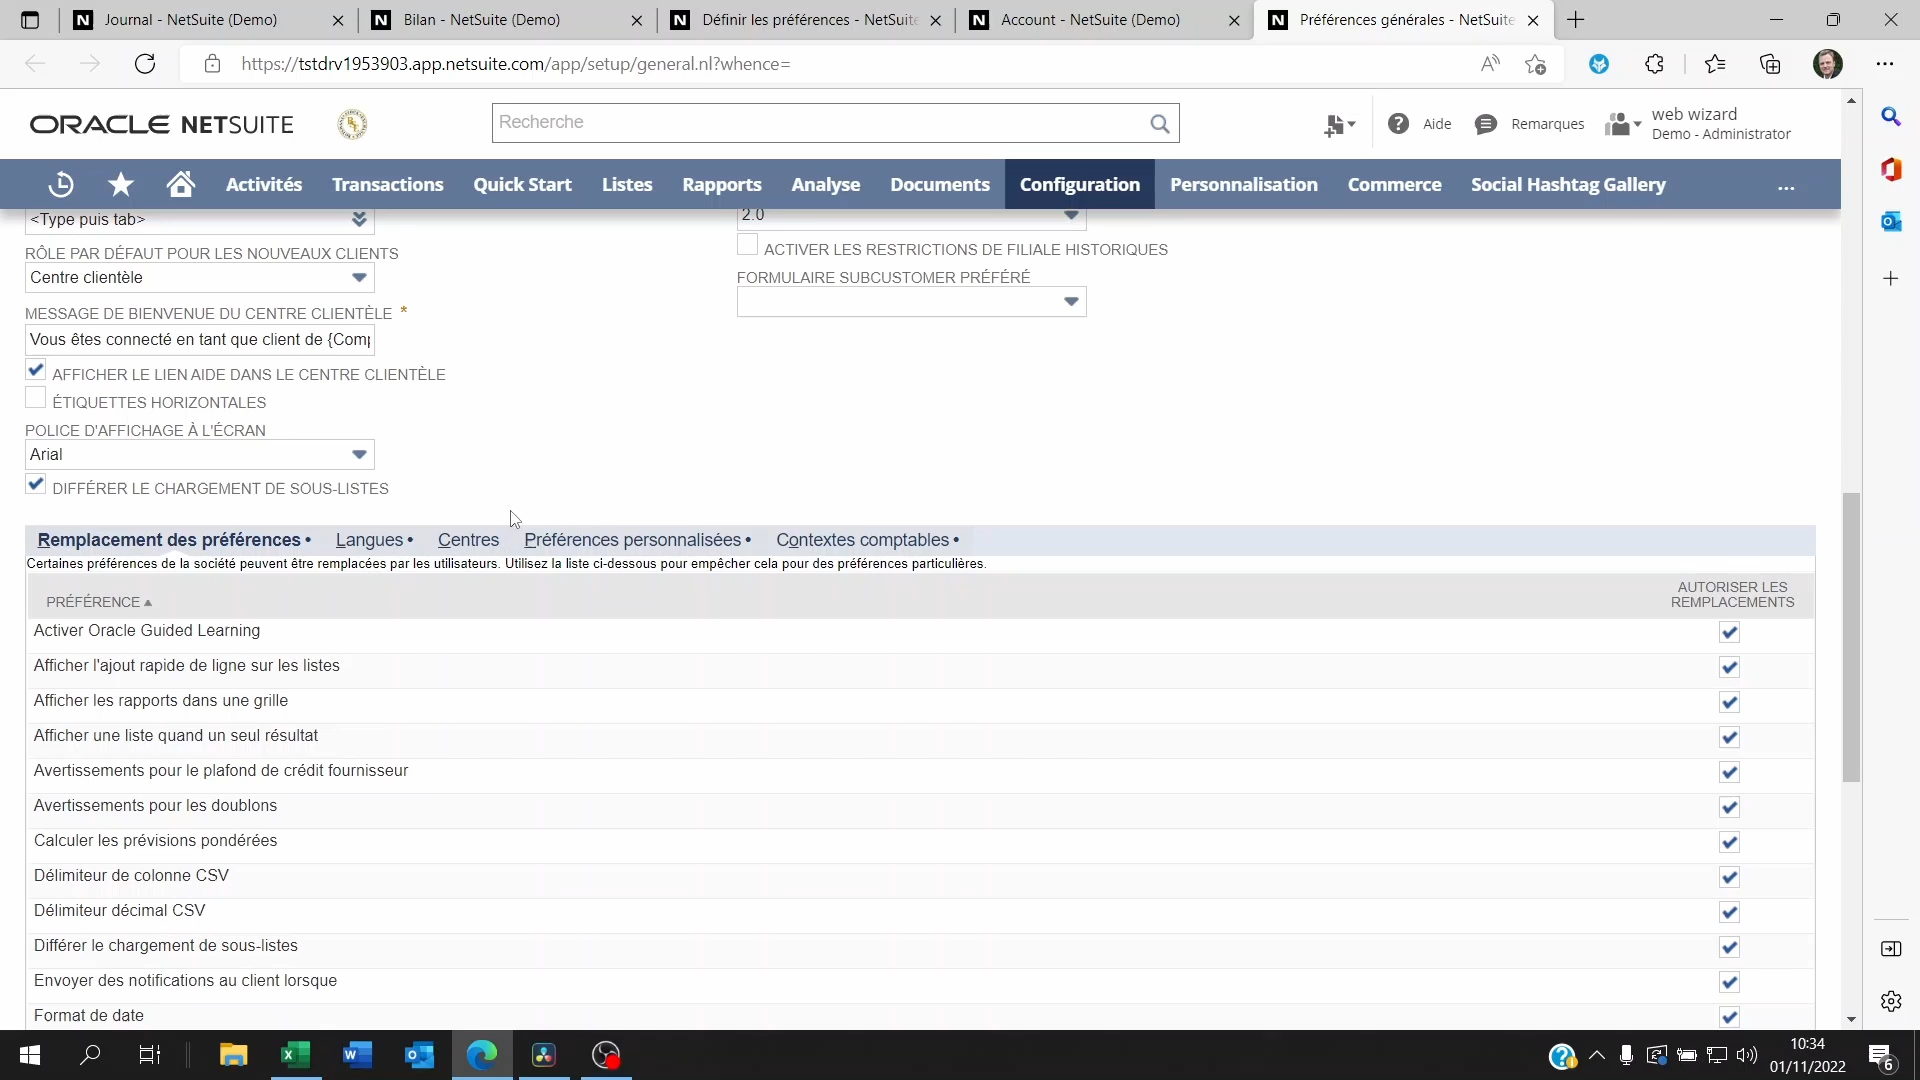 Journal - NetSuite (Demo)
Bilan - NetSuite (Demo)
Définir les préférences - NetSuite
Account - NetSuite (Demo)
Préférences générales - NetSuite
https://tstdrv1953903.app.netsuite.com/app/setup/general.nl?whence=
ORACLE NETSUITE
Recherche
Aide
Remarques
web wizard
Demo - Administrator
Activités
Transactions
Quick Start
Listes
Rapports
Analyse
Documents
Configuration
Personnalisation
Commerce
Social Hashtag Gallery
...
<Type puis tab>
RÔLE PAR DÉFAUT POUR LES NOUVEAUX CLIENTS
Centre clientèle
MESSAGE DE BIENVENUE DU CENTRE CLIENTÈLE *
Vous êtes connecté en tant que client de {Comp
AFFICHER LE LIEN AIDE DANS LE CENTRE CLIENTÈLE
ÉTIQUETTES HORIZONTALES
POLICE D'AFFICHAGE À L'ÉCRAN
Arial
DIFFÉRER LE CHARGEMENT DE SOUS-LISTES
2.0
ACTIVER LES RESTRICTIONS DE FILIALE HISTORIQUES
FORMULAIRE SUBCUSTOMER PRÉFÉRÉ
Remplacement des préférences •
Langues •
Centres
Préférences personnalisées •
Contextes comptables •
Certaines préférences de la société peuvent être remplacées par les utilisateurs. Utilisez la liste ci-dessous pour empêcher cela pour des préférences particulières.
PRÉFÉRENCE
AUTORISER LES
REMPLACEMENTS
Activer Oracle Guided Learning
Afficher l'ajout rapide de ligne sur les listes
Afficher les rapports dans une grille
Afficher une liste quand un seul résultat
Avertissements pour le plafond de crédit fournisseur
Avertissements pour les doublons
Calculer les prévisions pondérées
Délimiteur de colonne CSV
Délimiteur décimal CSV
Différer le chargement de sous-listes
Envoyer des notifications au client lorsque
Format de date
10:34
01/11/2022
6